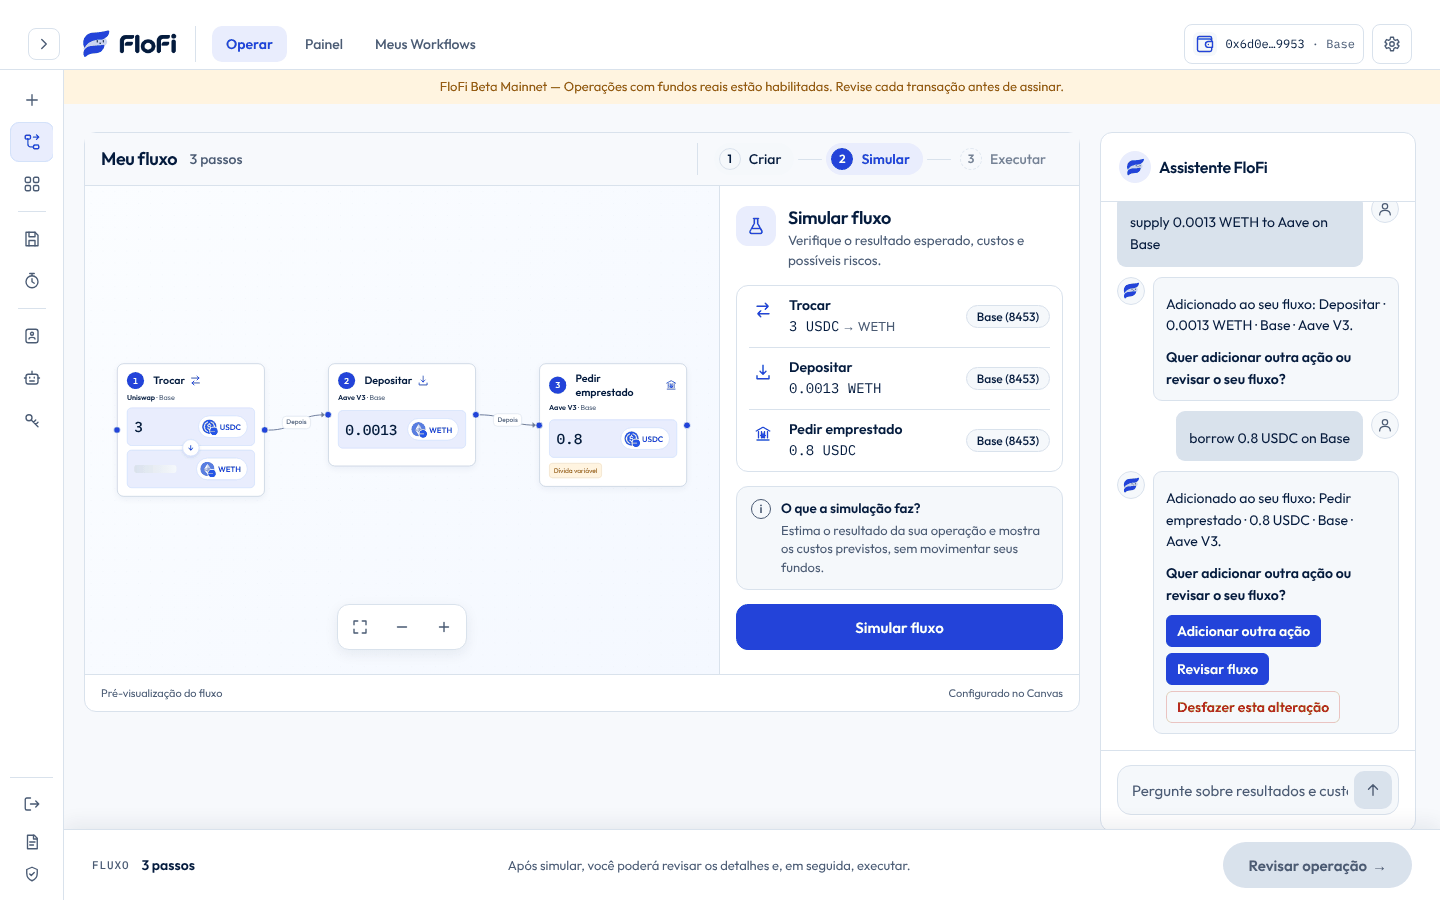 FloFi
Operar
Painel
Meus Workflows
0x6d0e…9953 · Base
FloFi Beta Mainnet — Operações com fundos reais estão habilitadas. Revise cada transação antes de assinar.
Meu fluxo
3 passos
1 Criar
2 Simular
3 Executar
1 Trocar
Uniswap · Base
3
USDC
WETH
Depois
2 Depositar
Aave V3 · Base
0.0013
WETH
Depois
3 Pedir
emprestado
Aave V3 · Base
0.8
USDC
Dívida variável
Pré-visualização do fluxo
Configurado no Canvas
Simular fluxo
Verifique o resultado esperado, custos e
possíveis riscos.
Trocar
3 USDC → WETH
Base (8453)
Depositar
0.0013 WETH
Base (8453)
Pedir emprestado
0.8 USDC
Base (8453)
O que a simulação faz?
Estima o resultado da sua operação e mostra
os custos previstos, sem movimentar seus
fundos.
Simular fluxo
Assistente FloFi
supply 0.0013 WETH to Aave on
Base
Adicionado ao seu fluxo: Depositar ·
0.0013 WETH · Base · Aave V3.
Quer adicionar outra ação ou
revisar o seu fluxo?
borrow 0.8 USDC on Base
Adicionado ao seu fluxo: Pedir
emprestado · 0.8 USDC · Base ·
Aave V3.
Quer adicionar outra ação ou
revisar o seu fluxo?
Adicionar outra ação
Revisar fluxo
Desfazer esta alteração
Pergunte sobre resultados e custo
FLUXO 3 passos
Após simular, você poderá revisar os detalhes e, em seguida, executar.
Revisar operação →